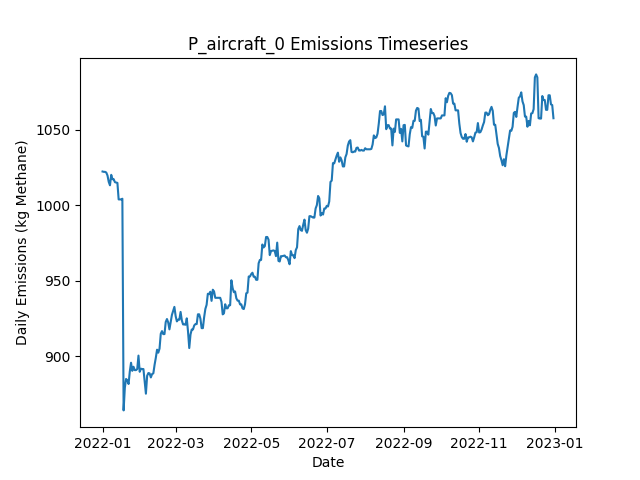 P_aircraft_0 Emissions Timeseries
Daily Emissions (kg Methane)
1050
1000
950
900
2022-01 2022-03 2022-05 2022-07 2022-09 2022-11 2023-01
Date